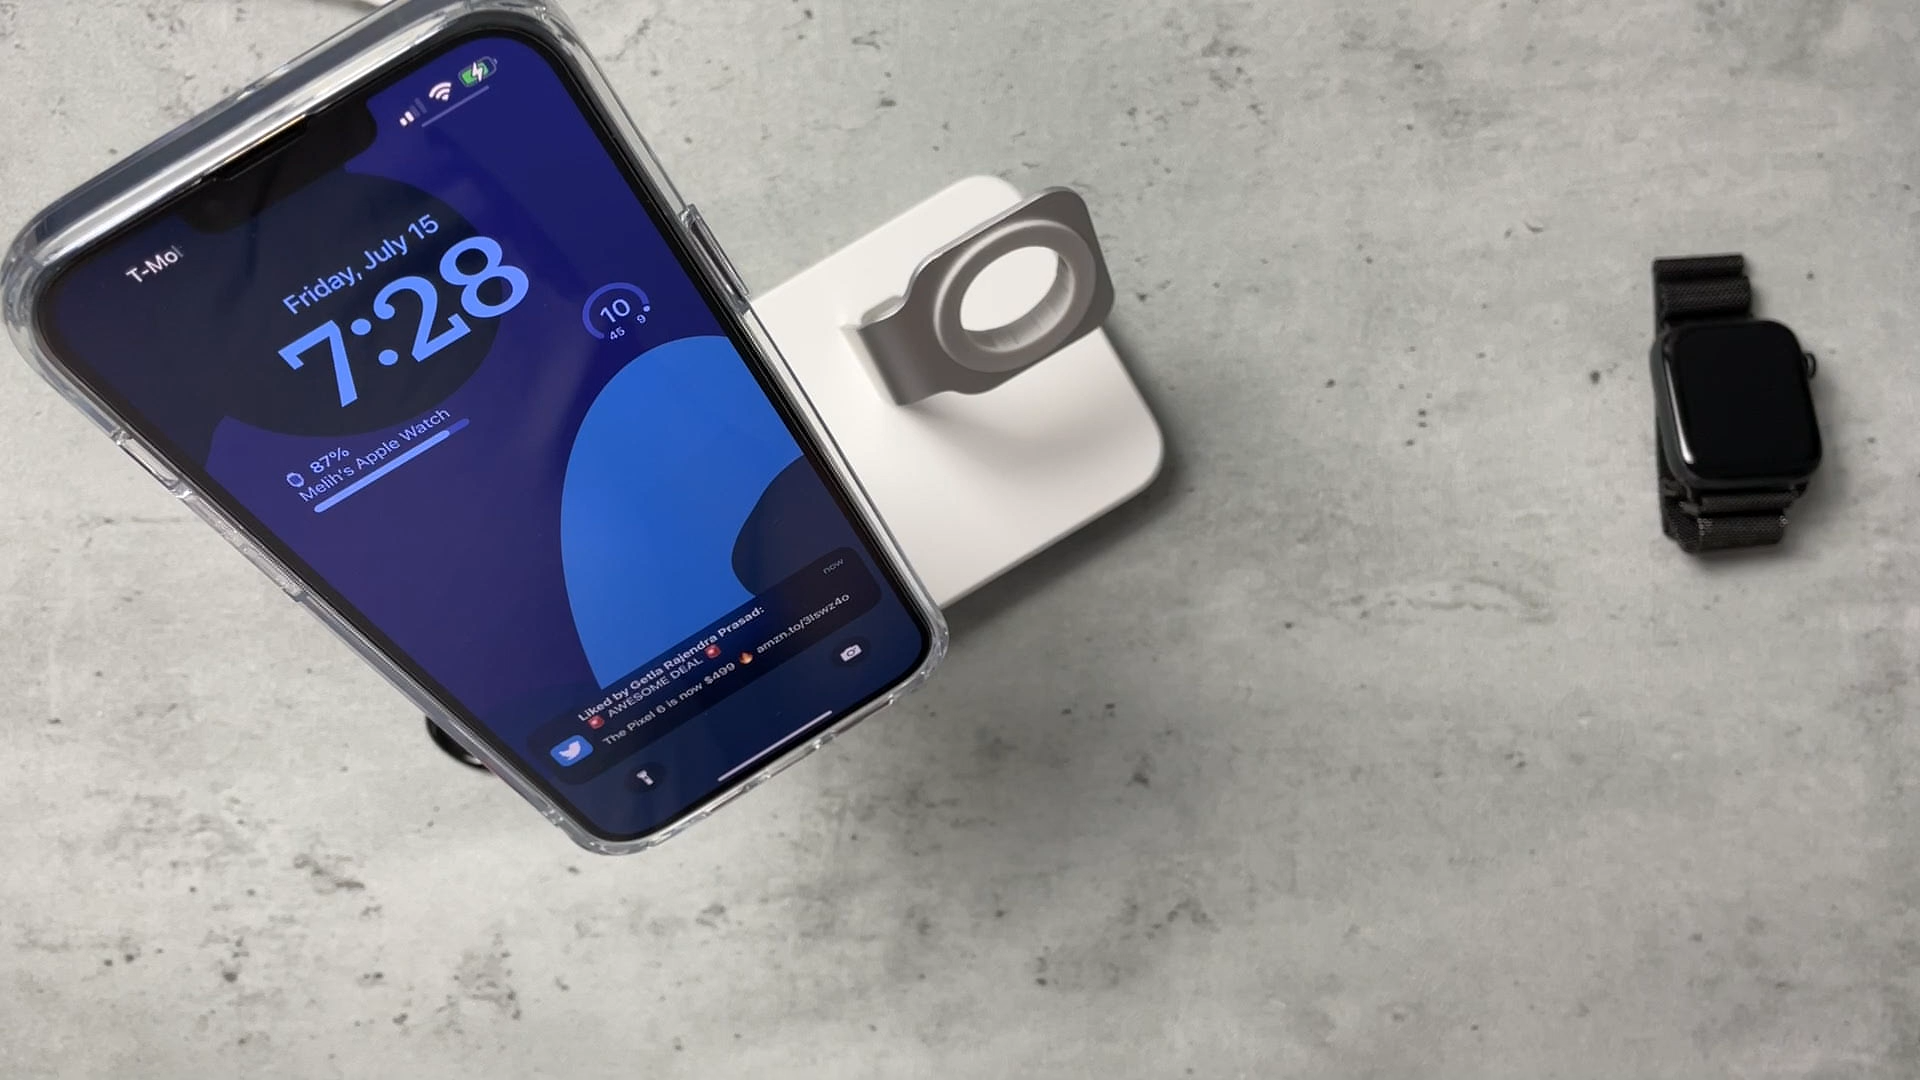 T-Mo
Friday, July 15
7:28
10
45 9
87%
Melih's Apple Watch
now
Liked by Getla Rajendra Prasad:
🚨 AWESOME DEAL 🚨
The Pixel 6 is now $499 🔥 amzn.to/3Iswz4o